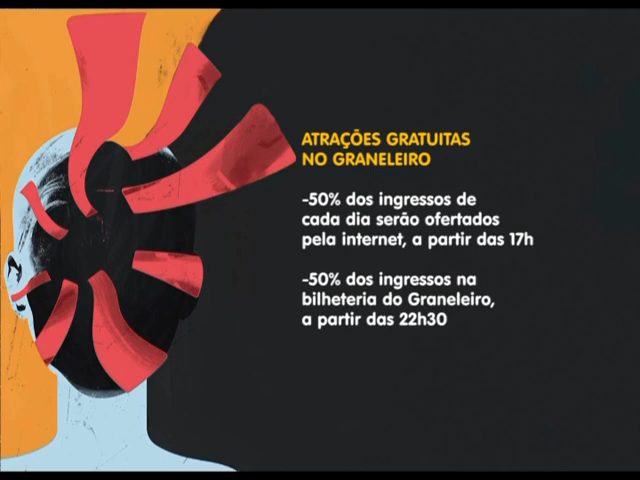 ATRAÇÕES GRATUITAS
NO GRANELEIRO
-50% dos ingressos de
cada dia serão ofertados
pela internet, a partir das 17h
-50% dos ingressos na
bilheteria do Graneleiro,
a partir das 22h30